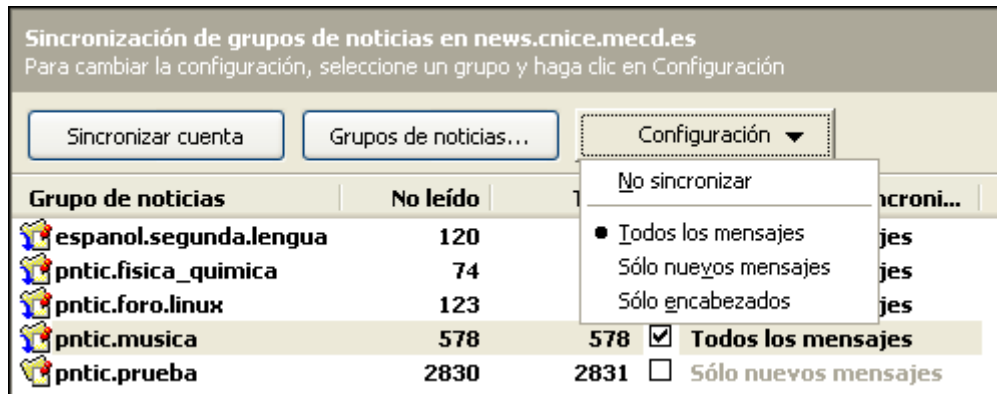 Sincronización de grupos de noticias en news.cnice.mecd.es
Para cambiar la configuración, seleccione un grupo y haga clic en Configuración
Sincronizar cuenta Grupos de noticias... Configuración
No sincronizar
Todos los mensajes
Sólo nuevos mensajes
Sólo encabezados
Grupo de noticias No leído
espanol.segunda.lengua 120
pntic.fisica_quimica 74
pntic.foro.linux 123
pntic.musica 578 578 Todos los mensajes
pntic.prueba 2830 2831 Sólo nuevos mensajes